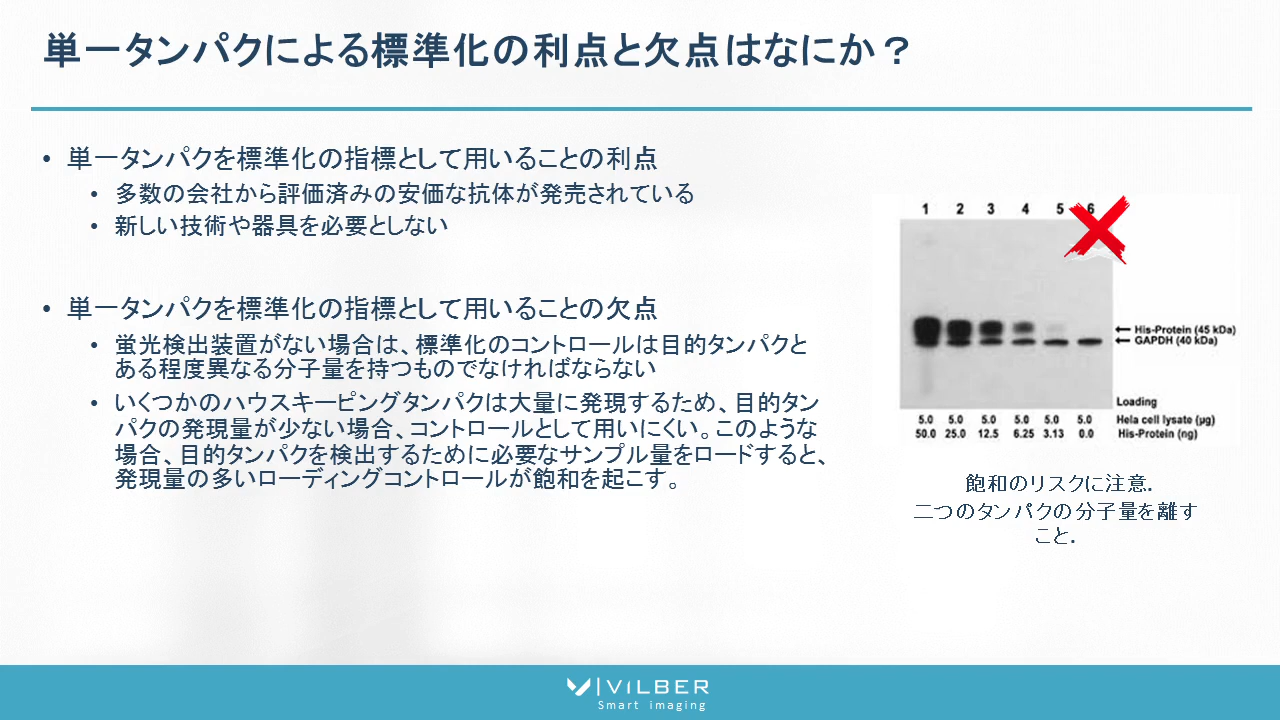 単一タンパクによる標準化の利点と欠点はなにか？
• 単一タンパクを標準化の指標として用いることの利点
• 多数の会社から評価済みの安価な抗体が発売されている
• 新しい技術や器具を必要としない
• 単一タンパクを標準化の指標として用いることの欠点
• 蛍光検出装置がない場合は、標準化のコントロールは目的タンパクと
ある程度異なる分子量を持つものでなければならない
• いくつかのハウスキーピングタンパクは大量に発現するため、目的タン
パクの発現量が少ない場合、コントロールとして用いにくい。このような
場合、目的タンパクを検出するために必要なサンプル量をロードすると、
発現量の多いローディングコントロールが飽和を起こす。
1 2 3 4 5 6
← His-Protein (45 kDa)
← GAPDH (40 kDa)
Loading
5.0 5.0 5.0 5.0 5.0 5.0 Hela cell lysate (µg)
50.0 25.0 12.5 6.25 3.13 0.0 His-Protein (ng)
飽和のリスクに注意.
二つのタンパクの分子量を離す
こと.
VILBER
Smart imaging